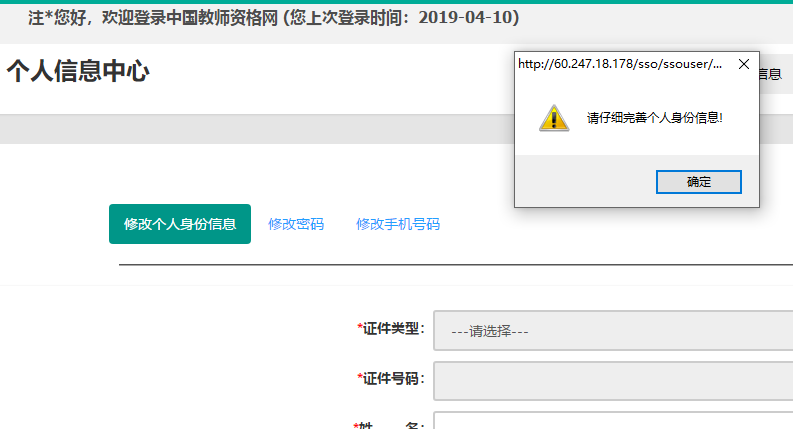 注*您好，欢迎登录中国教师资格网 (您上次登录时间：2019-04-10)
个人信息中心
http://60.247.18.178/sso/ssouser/...
信息
请仔细完善个人身份信息!
确定
修改个人身份信息 修改密码 修改手机号码
*证件类型： ---请选择---
*证件号码：
*姓 名：